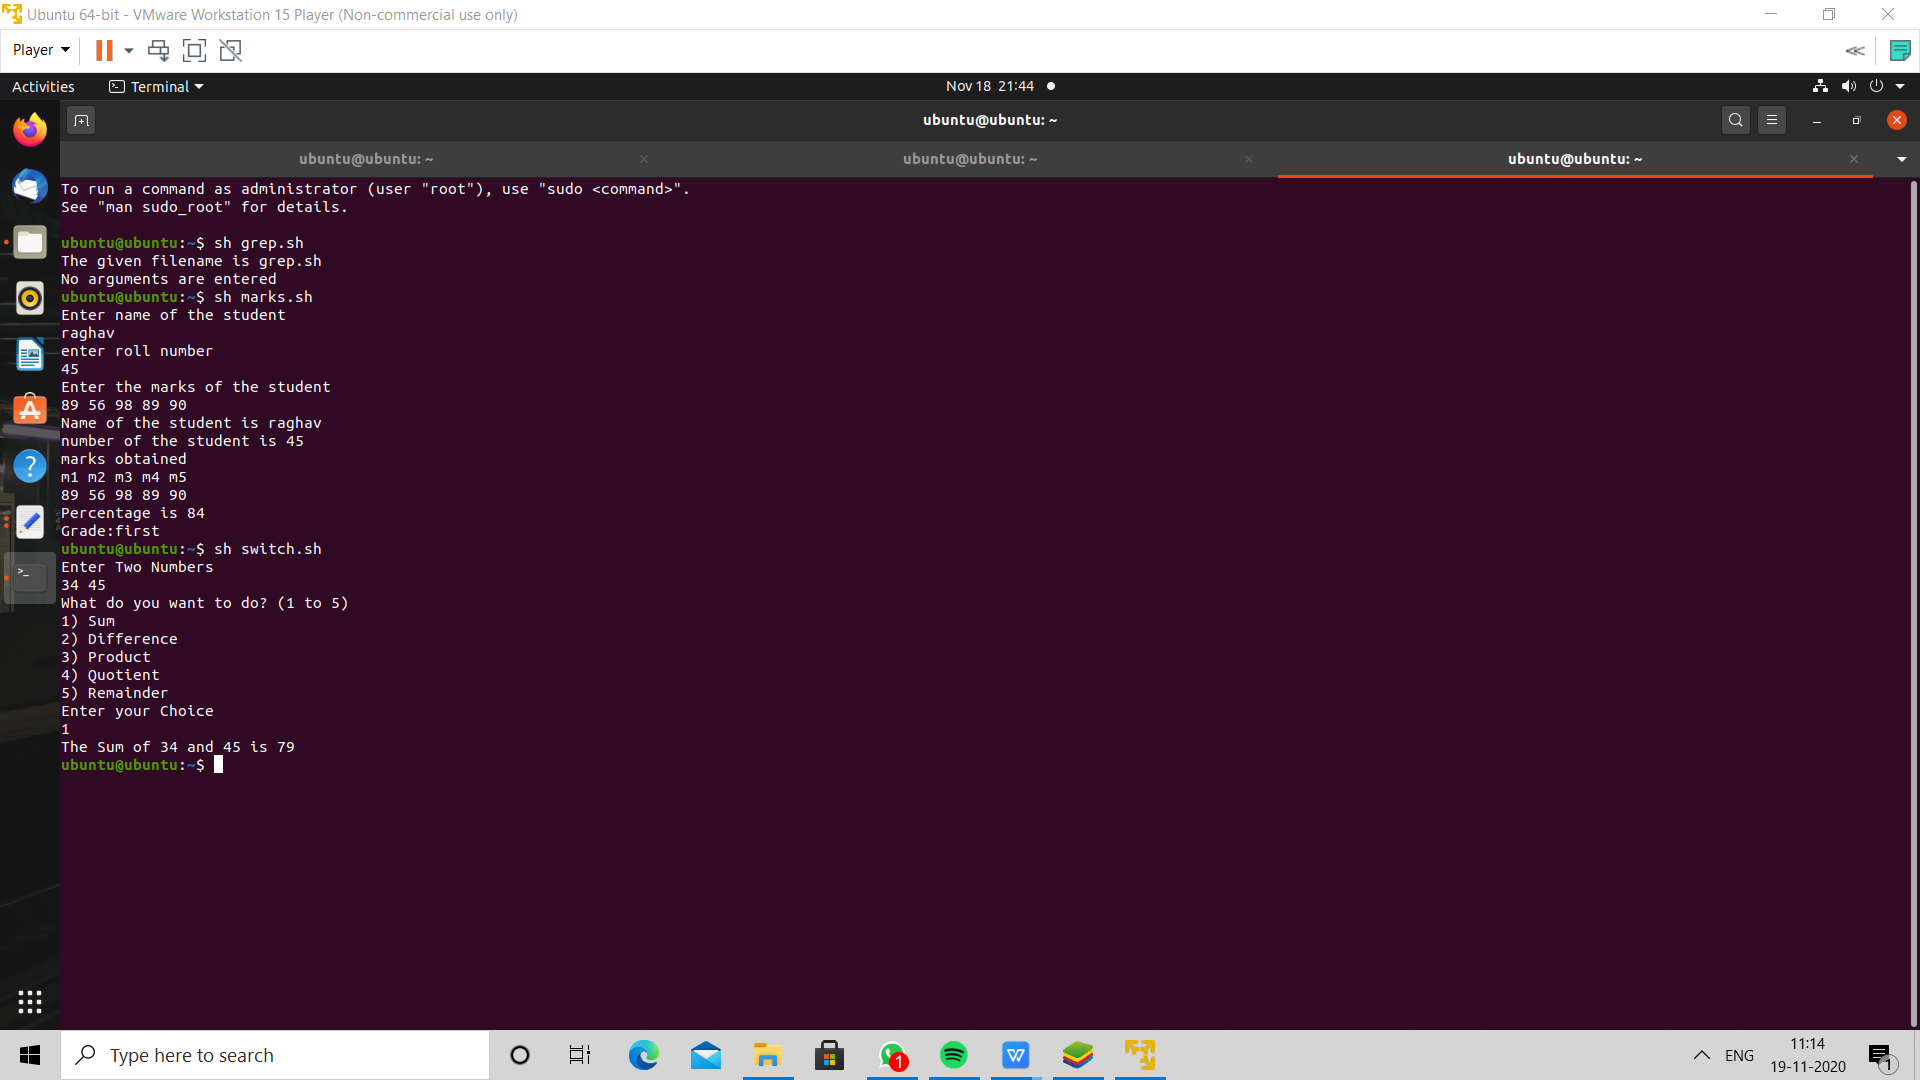 Ubuntu 64-bit - VMware Workstation 15 Player (Non-commercial use only)
Player
Activities
Terminal
Nov 18 21:44
ubuntu@ubuntu: ~
ubuntu@ubuntu: ~
ubuntu@ubuntu: ~
ubuntu@ubuntu: ~
To run a command as administrator (user "root"), use "sudo <command>".
See "man sudo_root" for details.
ubuntu@ubuntu:~$ sh grep.sh
The given filename is grep.sh
No arguments are entered
ubuntu@ubuntu:~$ sh marks.sh
Enter name of the student
raghav
enter roll number
45
Enter the marks of the student
89 56 98 89 90
Name of the student is raghav
number of the student is 45
marks obtained
m1 m2 m3 m4 m5
89 56 98 89 90
Percentage is 84
Grade:first
ubuntu@ubuntu:~$ sh switch.sh
Enter Two Numbers
34 45
What do you want to do? (1 to 5)
1) Sum
2) Difference
3) Product
4) Quotient
5) Remainder
Enter your Choice
1
The Sum of 34 and 45 is 79
ubuntu@ubuntu:~$
Type here to search
1
W
ENG
11:14
19-11-2020
1